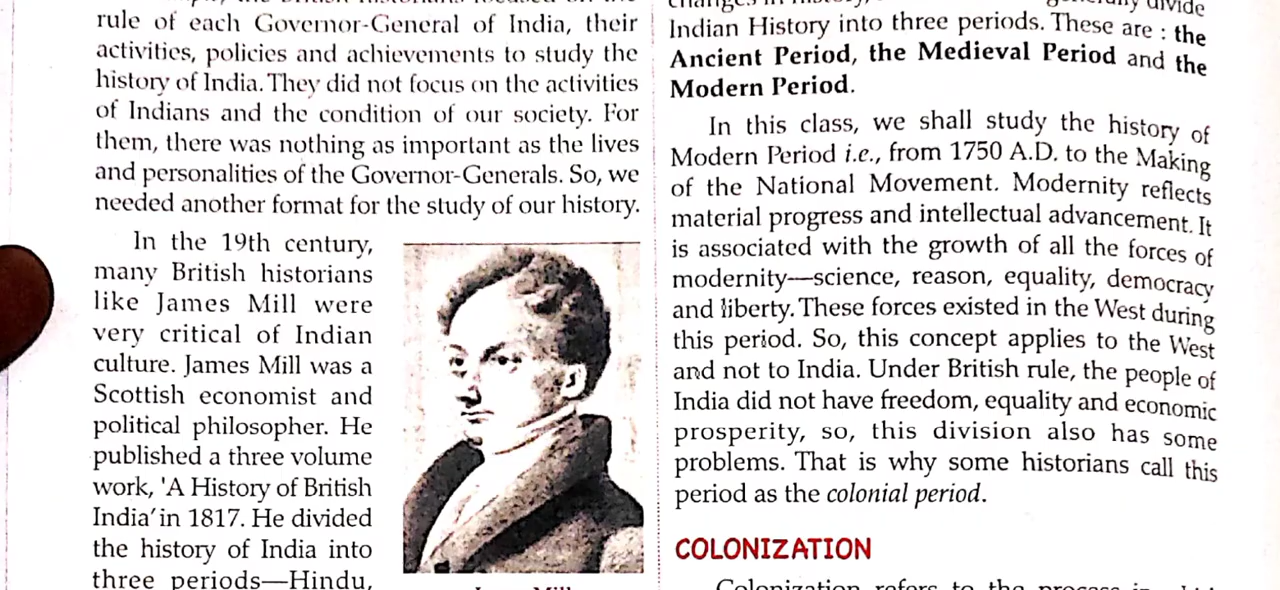 rule of each Governor-General of India, their
activities, policies and achievements to study the
history of India. They did not focus on the activities
of Indians and the condition of our society. For
them, there was nothing as important as the lives
and personalities of the Governor-Generals. So, we
needed another format for the study of our history.
In the 19th century,
many British historians
like James Mill were
very critical of Indian
culture. James Mill was a
Scottish economist and
political philosopher. He
published a three volume
work, 'A History of British
India' in 1817. He divided
the history of India into
three periods—Hindu,
divide
Indian History into three periods. These are : the
Ancient Period, the Medieval Period and the
Modern Period.
In this class, we shall study the history of
Modern Period i.e., from 1750 A.D. to the Making
of the National Movement. Modernity reflects
material progress and intellectual advancement. It
is associated with the growth of all the forces of
modernity—science, reason, equality, democracy
and liberty. These forces existed in the West during
this period. So, this concept applies to the West
and not to India. Under British rule, the people of
India did not have freedom, equality and economic
prosperity, so, this division also has some
problems. That is why some historians call this
period as the colonial period.
COLONIZATION
Colonization refers to the process